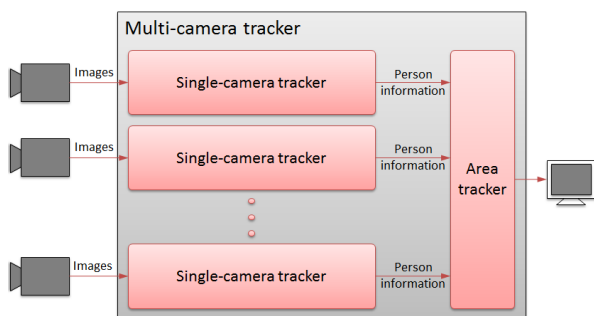 Multi-camera tracker
Images
Single-camera tracker
Person
information
Images
Single-camera tracker
Person
information
Area
tracker
Images
Single-camera tracker
Person
information